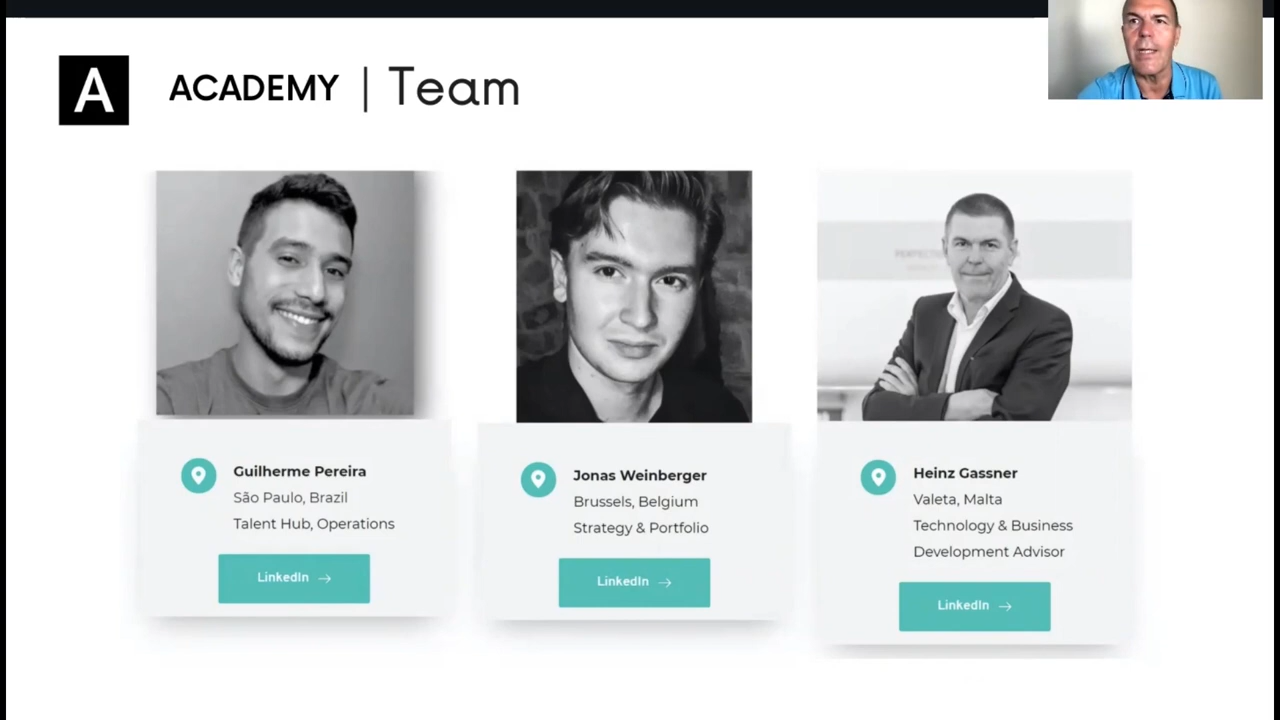 A
ACADEMY | Team
Guilherme Pereira
São Paulo, Brazil
Talent Hub, Operations
LinkedIn →
Jonas Weinberger
Brussels, Belgium
Strategy & Portfolio
LinkedIn →
Heinz Gassner
Valeta, Malta
Technology & Business
Development Advisor
LinkedIn →